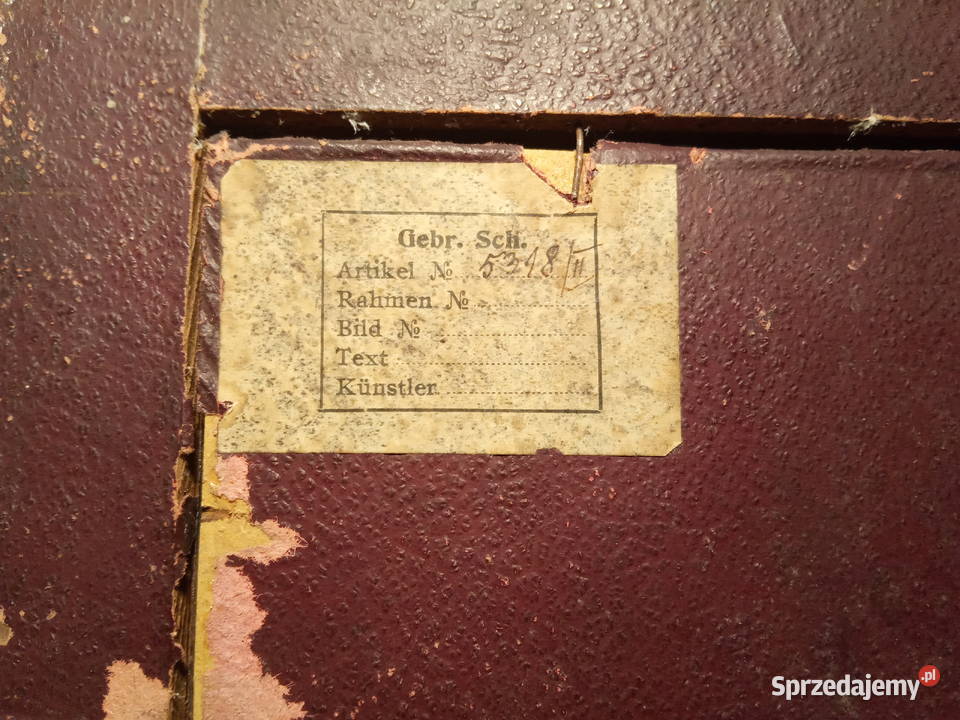 Gebr. Sch.
Artikel № 5318/II
Rahmen №
Bild №
Text
Künstler
Sprzedajemy.pl